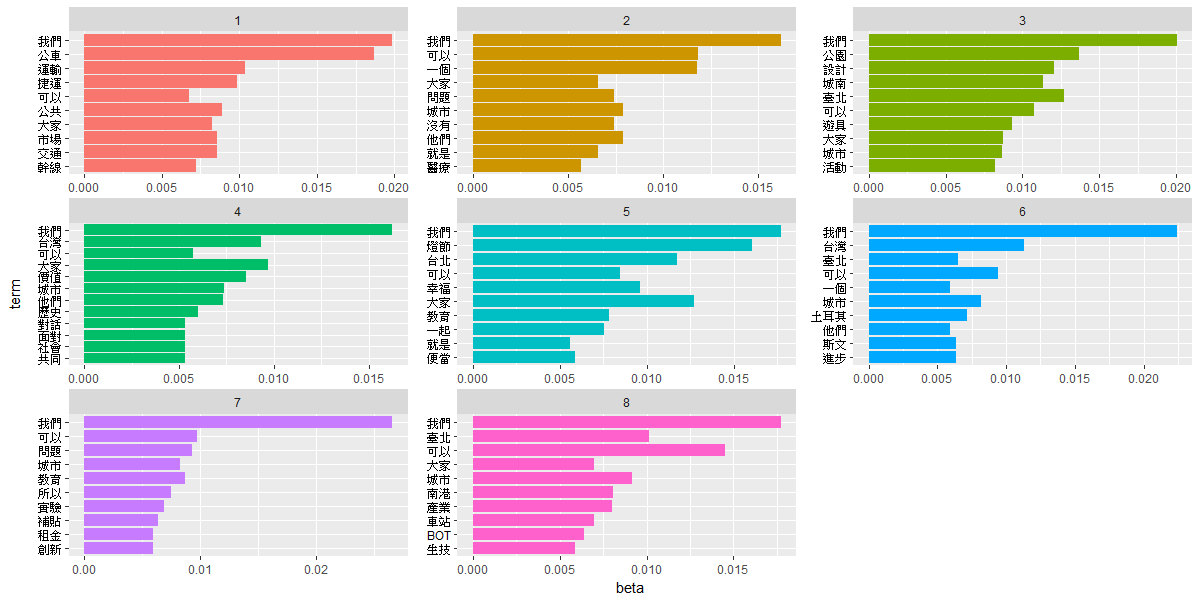 1
我們
公車
運輸
捷運
可以
公共
大家
市場
交通
幹線
0.000 0.005 0.010 0.015 0.020
2
我們
可以
一個
大家
問題
城市
沒有
他們
就是
醫療
0.000 0.005 0.010 0.015
3
我們
公園
設計
城南
臺北
可以
遊具
大家
城市
活動
0.000 0.005 0.010 0.015 0.020
term
4
我們
台灣
可以
大家
價值
城市
他們
歷史
對話
面對
社會
共同
0.000 0.005 0.010 0.015
5
我們
燈節
台北
可以
幸福
大家
教育
一起
就是
便當
0.000 0.005 0.010 0.015
6
我們
台灣
臺北
可以
一個
城市
土耳其
他們
斯文
進步
0.000 0.005 0.010 0.015 0.020
7
我們
可以
問題
城市
教育
所以
實驗
補貼
租金
創新
0.00 0.01 0.02
8
我們
臺北
可以
大家
城市
南港
產業
車站
BOT
生技
0.000 0.005 0.010 0.015
beta